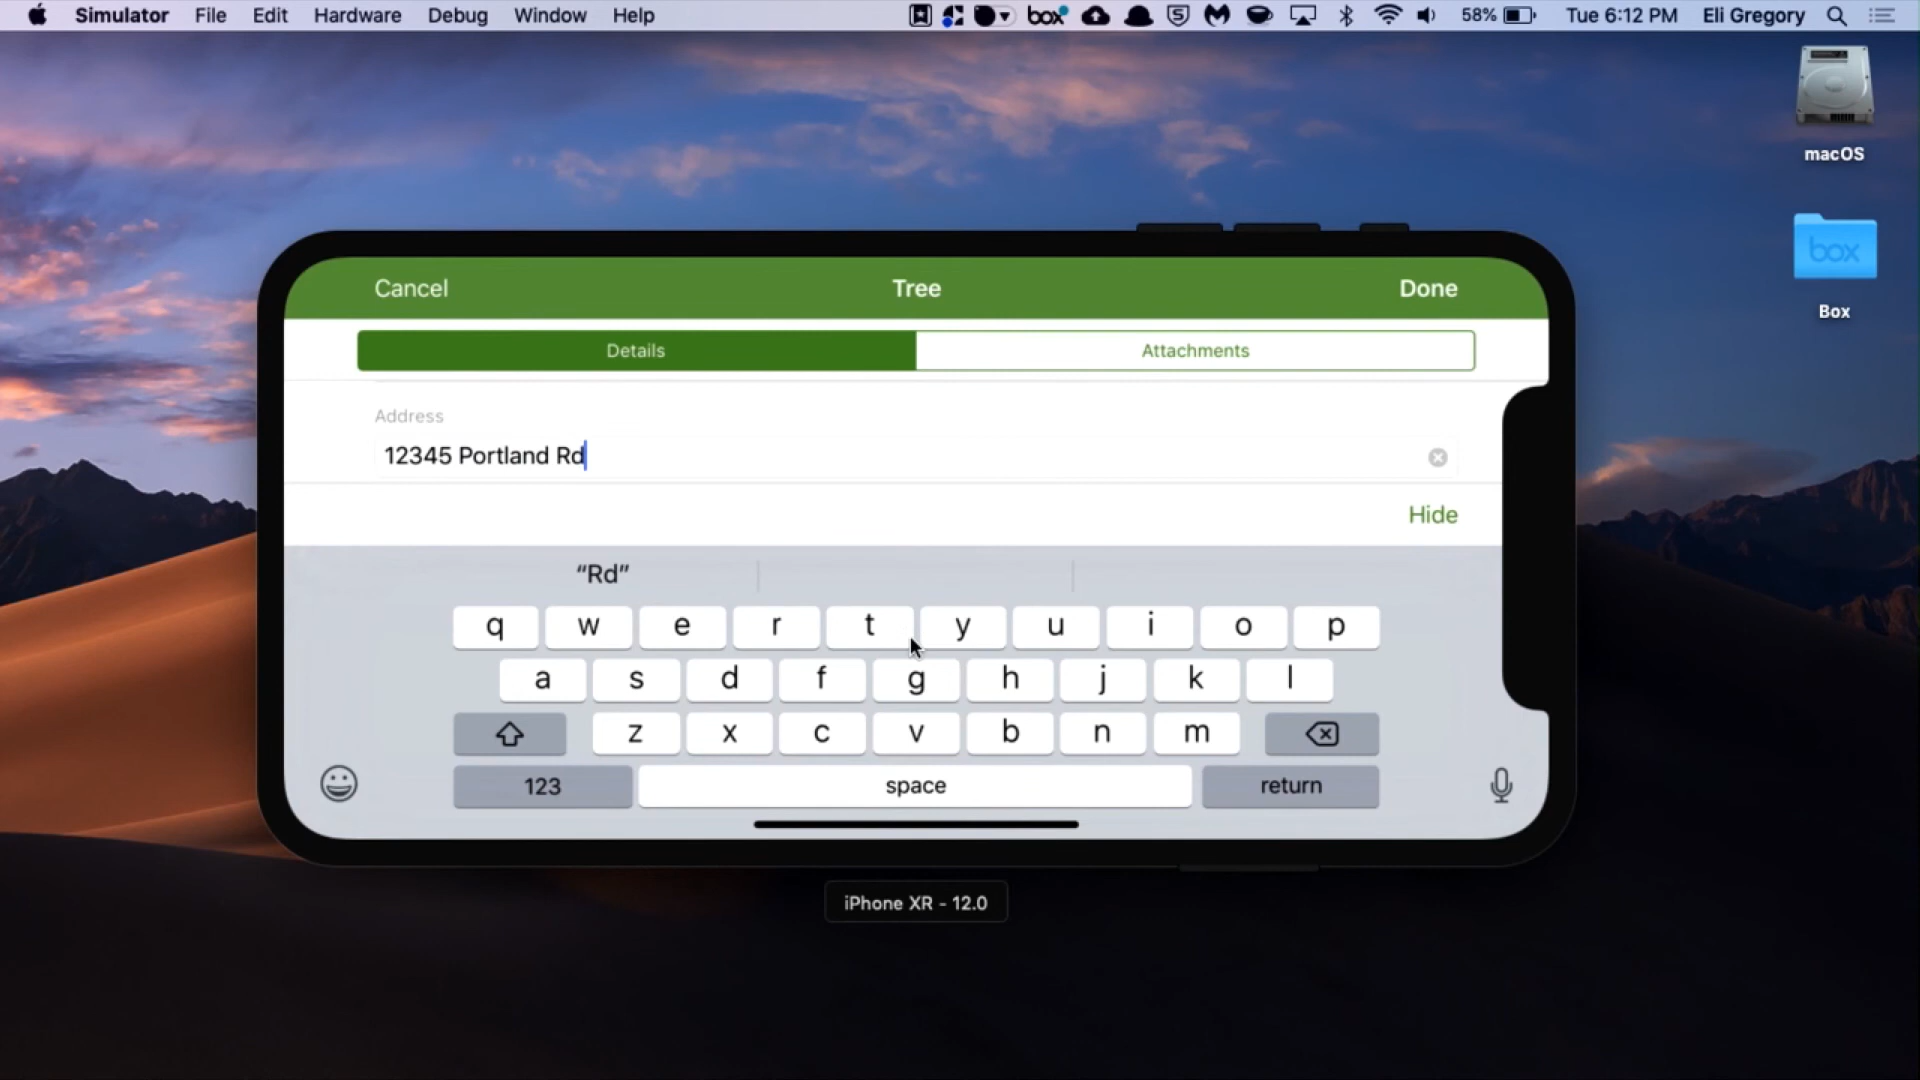 Simulator File Edit Hardware Debug Window Help box 58% Tue 6:12 PM Eli Gregory
macOS
box
Box
Cancel Tree Done
Details Attachments
Address
12345 Portland Rd
Hide
“Rd”
q w e r t y u i o p
a s d f g h j k l
z x c v b n m
123 space return
iPhone XR - 12.0